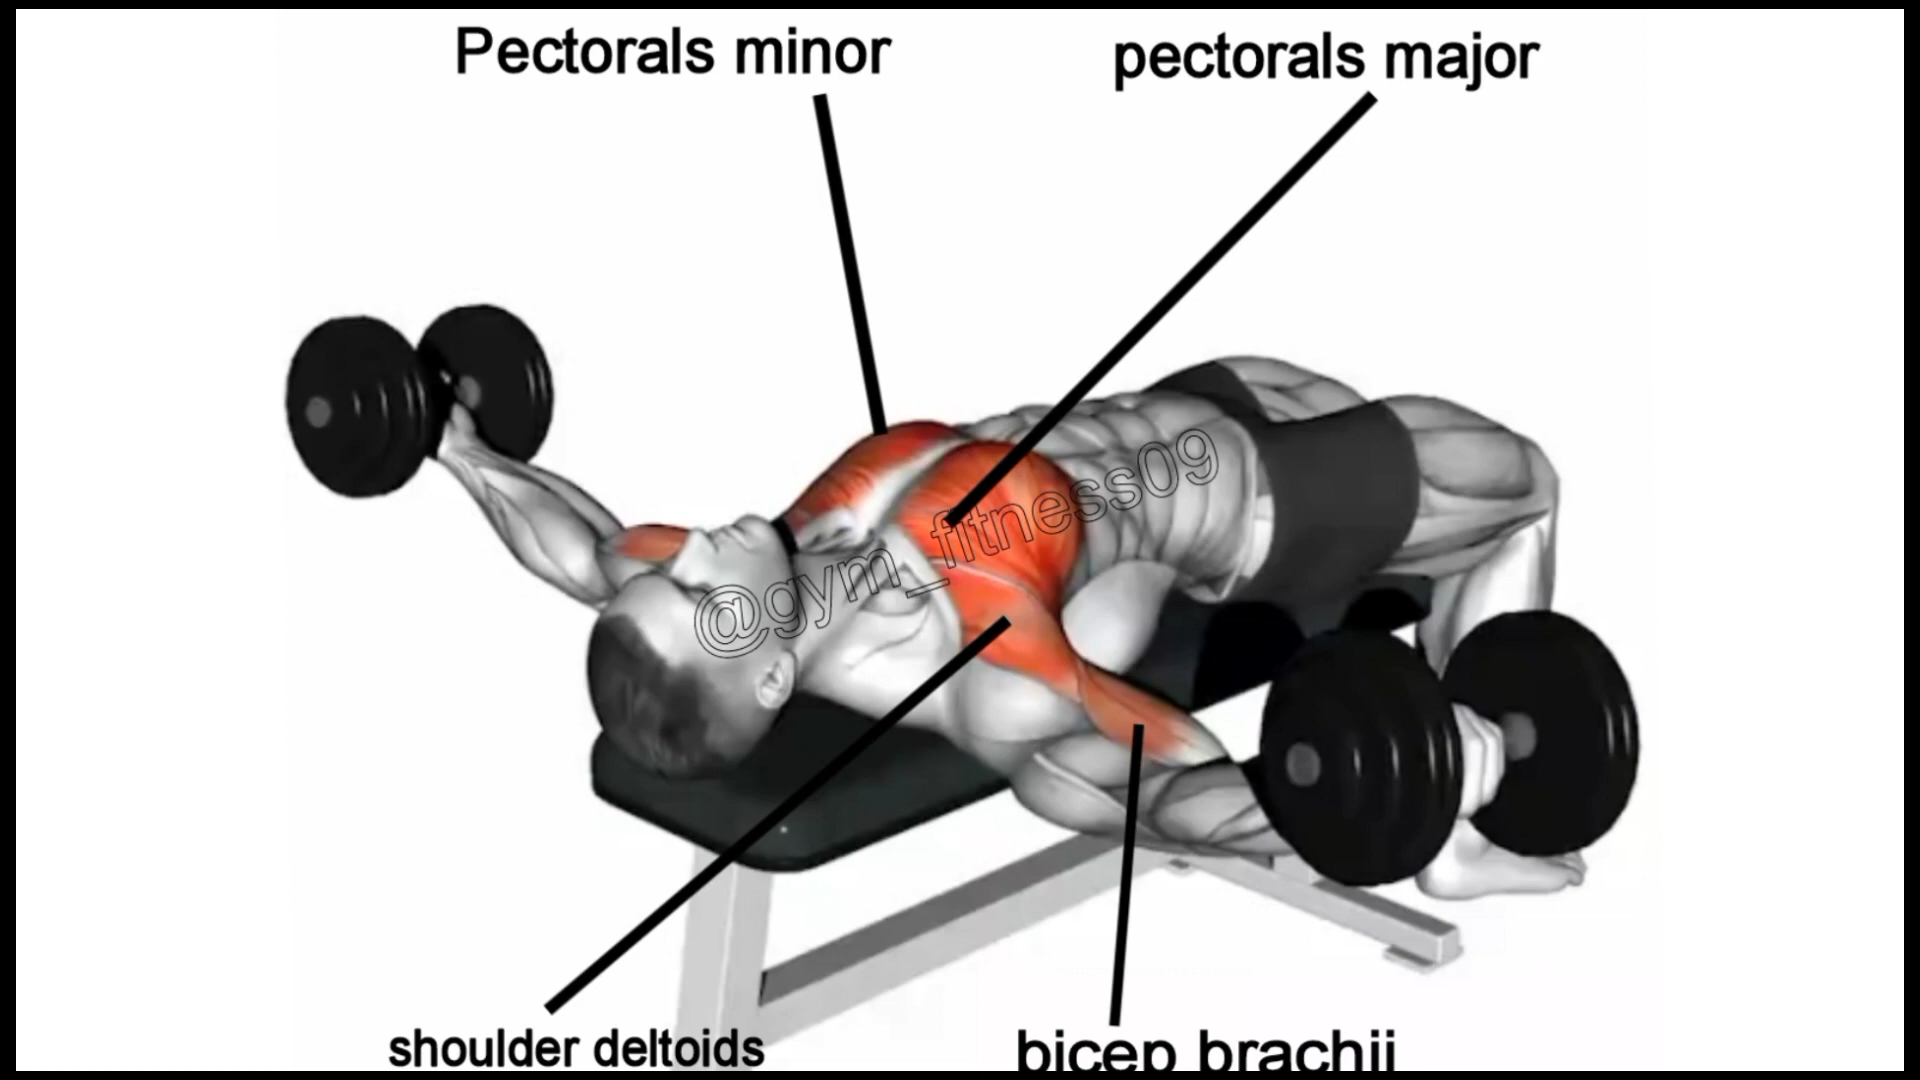 Pectorals minor
pectorals major
@gym_fitness09
shoulder deltoids
bicep brachii